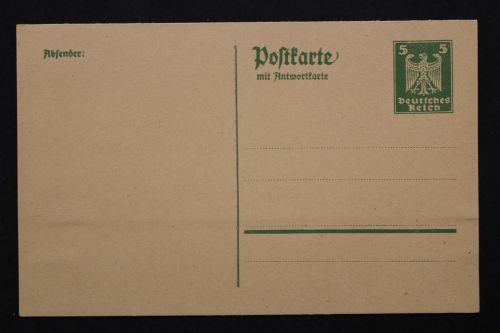 Absender:
Postkarte
mit Antwortkarte
5 5
Deutsches
Reich